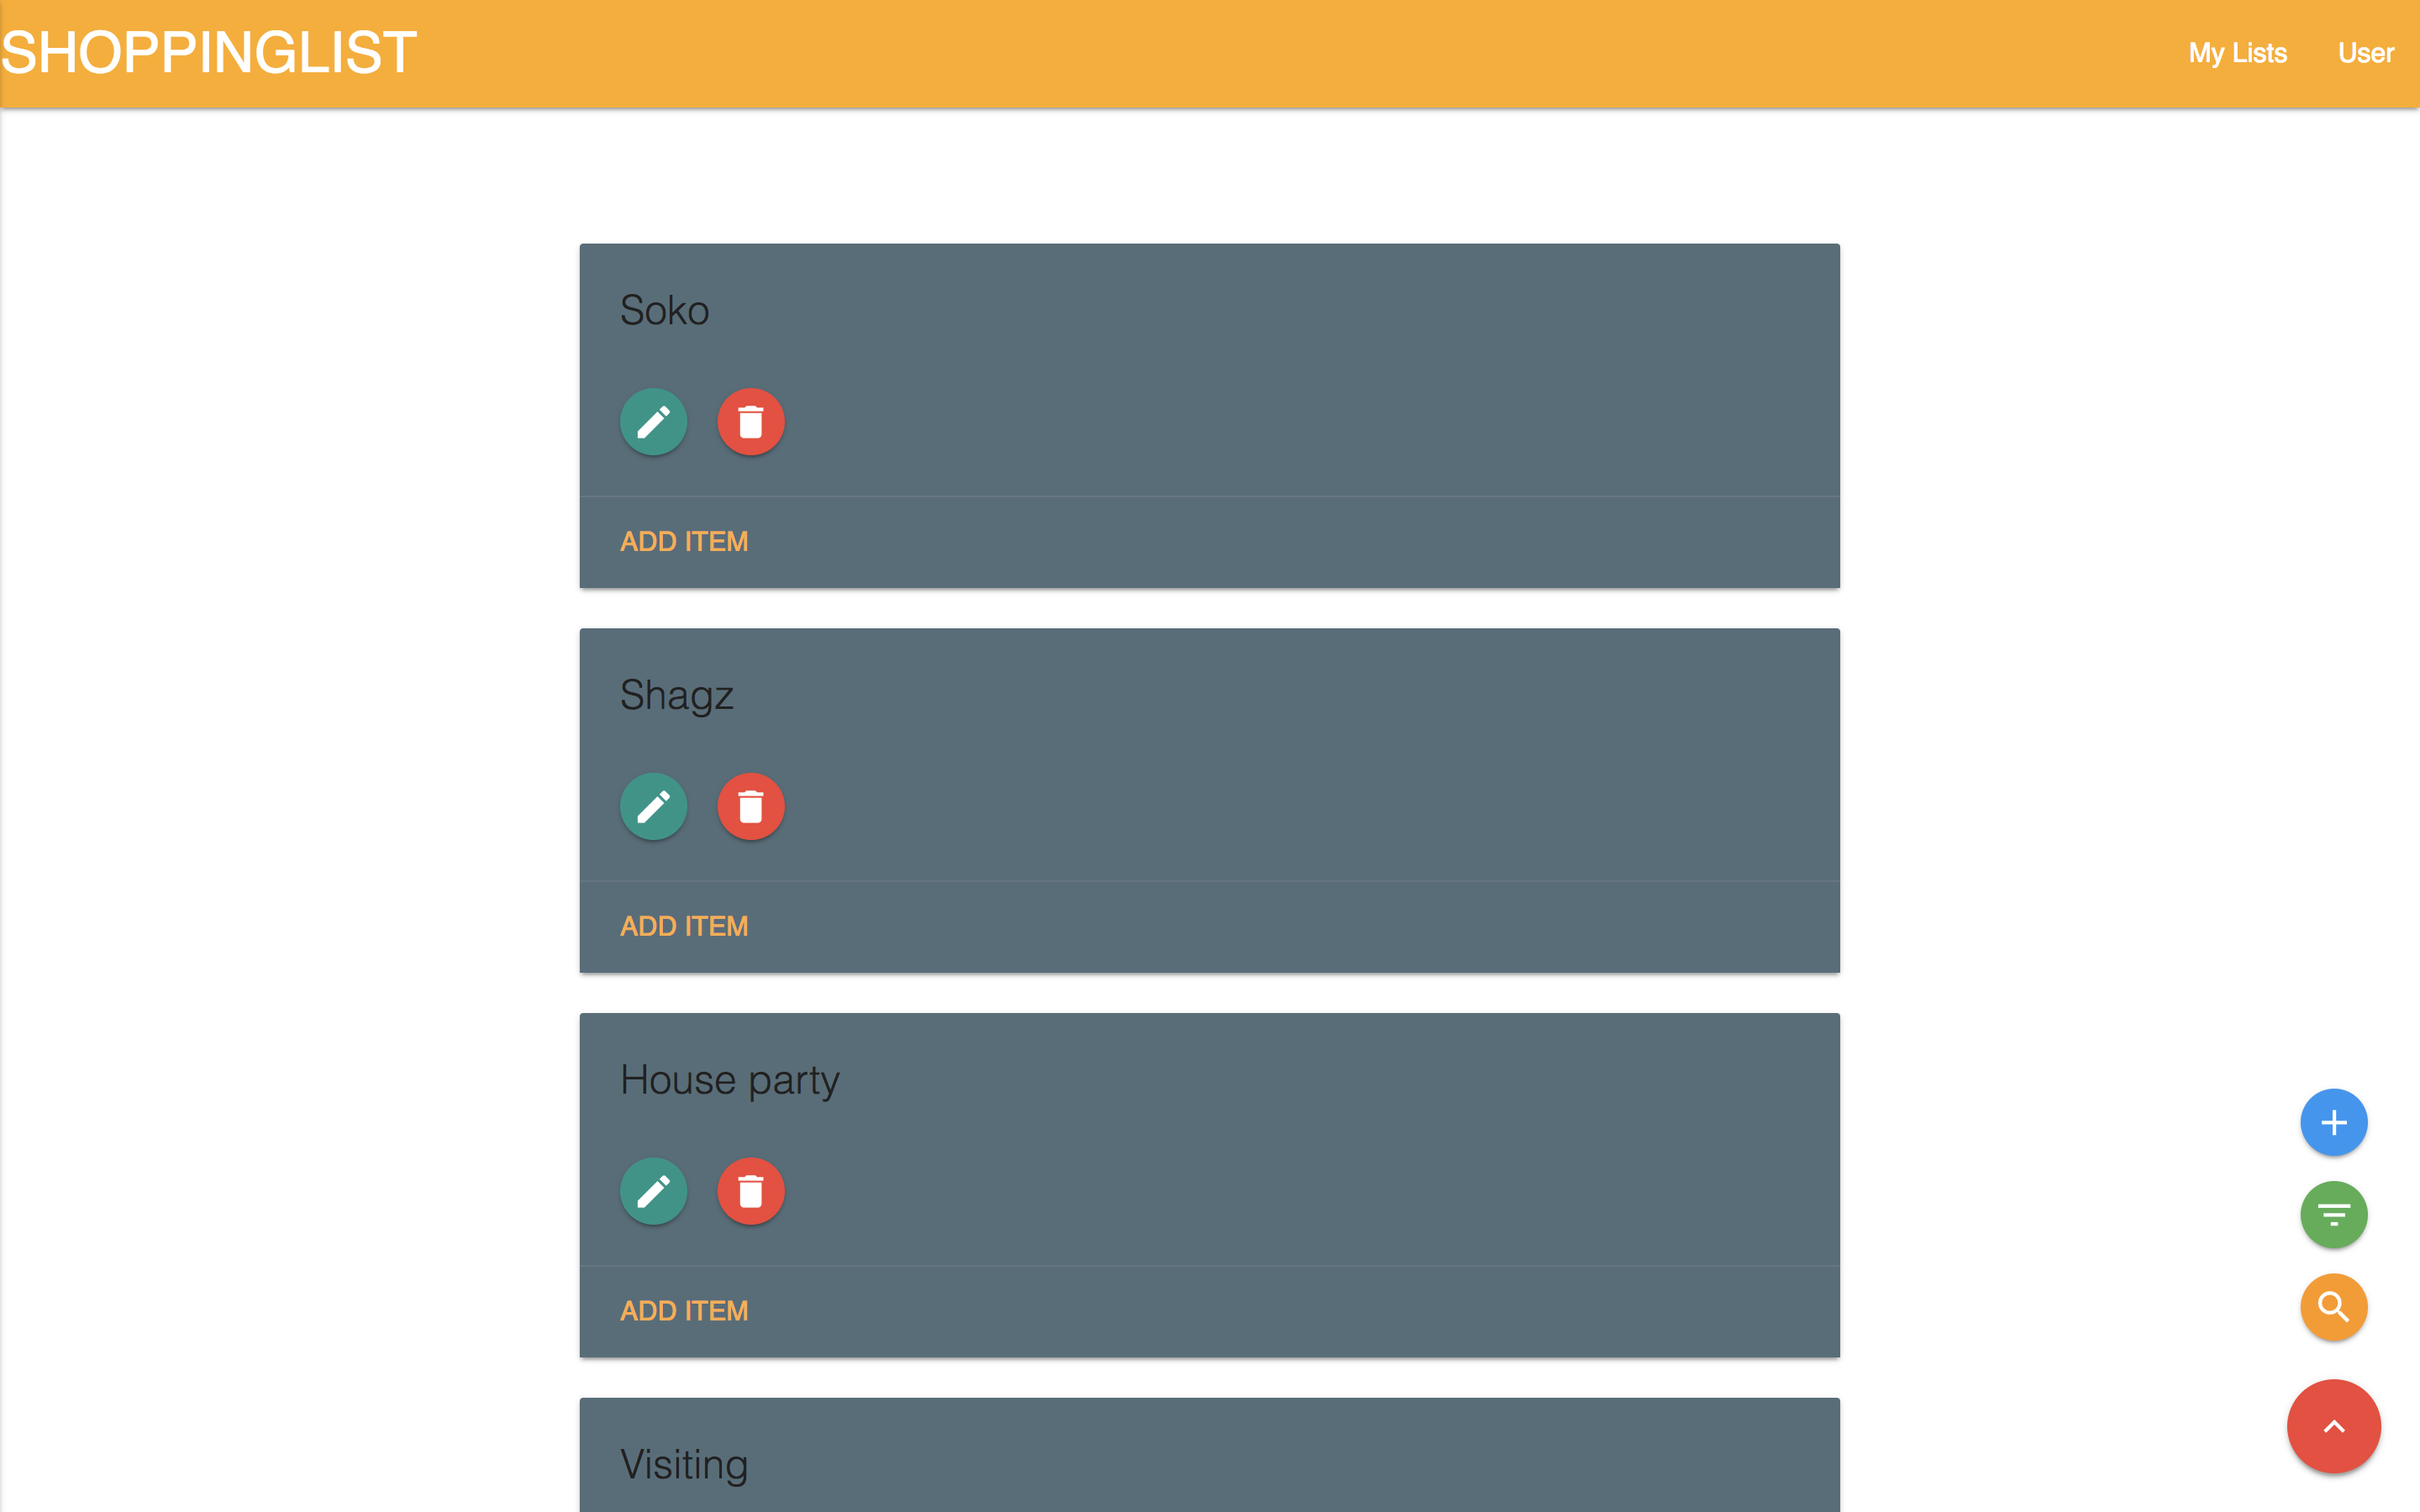 SHOPPINGLIST
My Lists User
Soko
ADD ITEM
Shagz
ADD ITEM
House party
ADD ITEM
Visiting